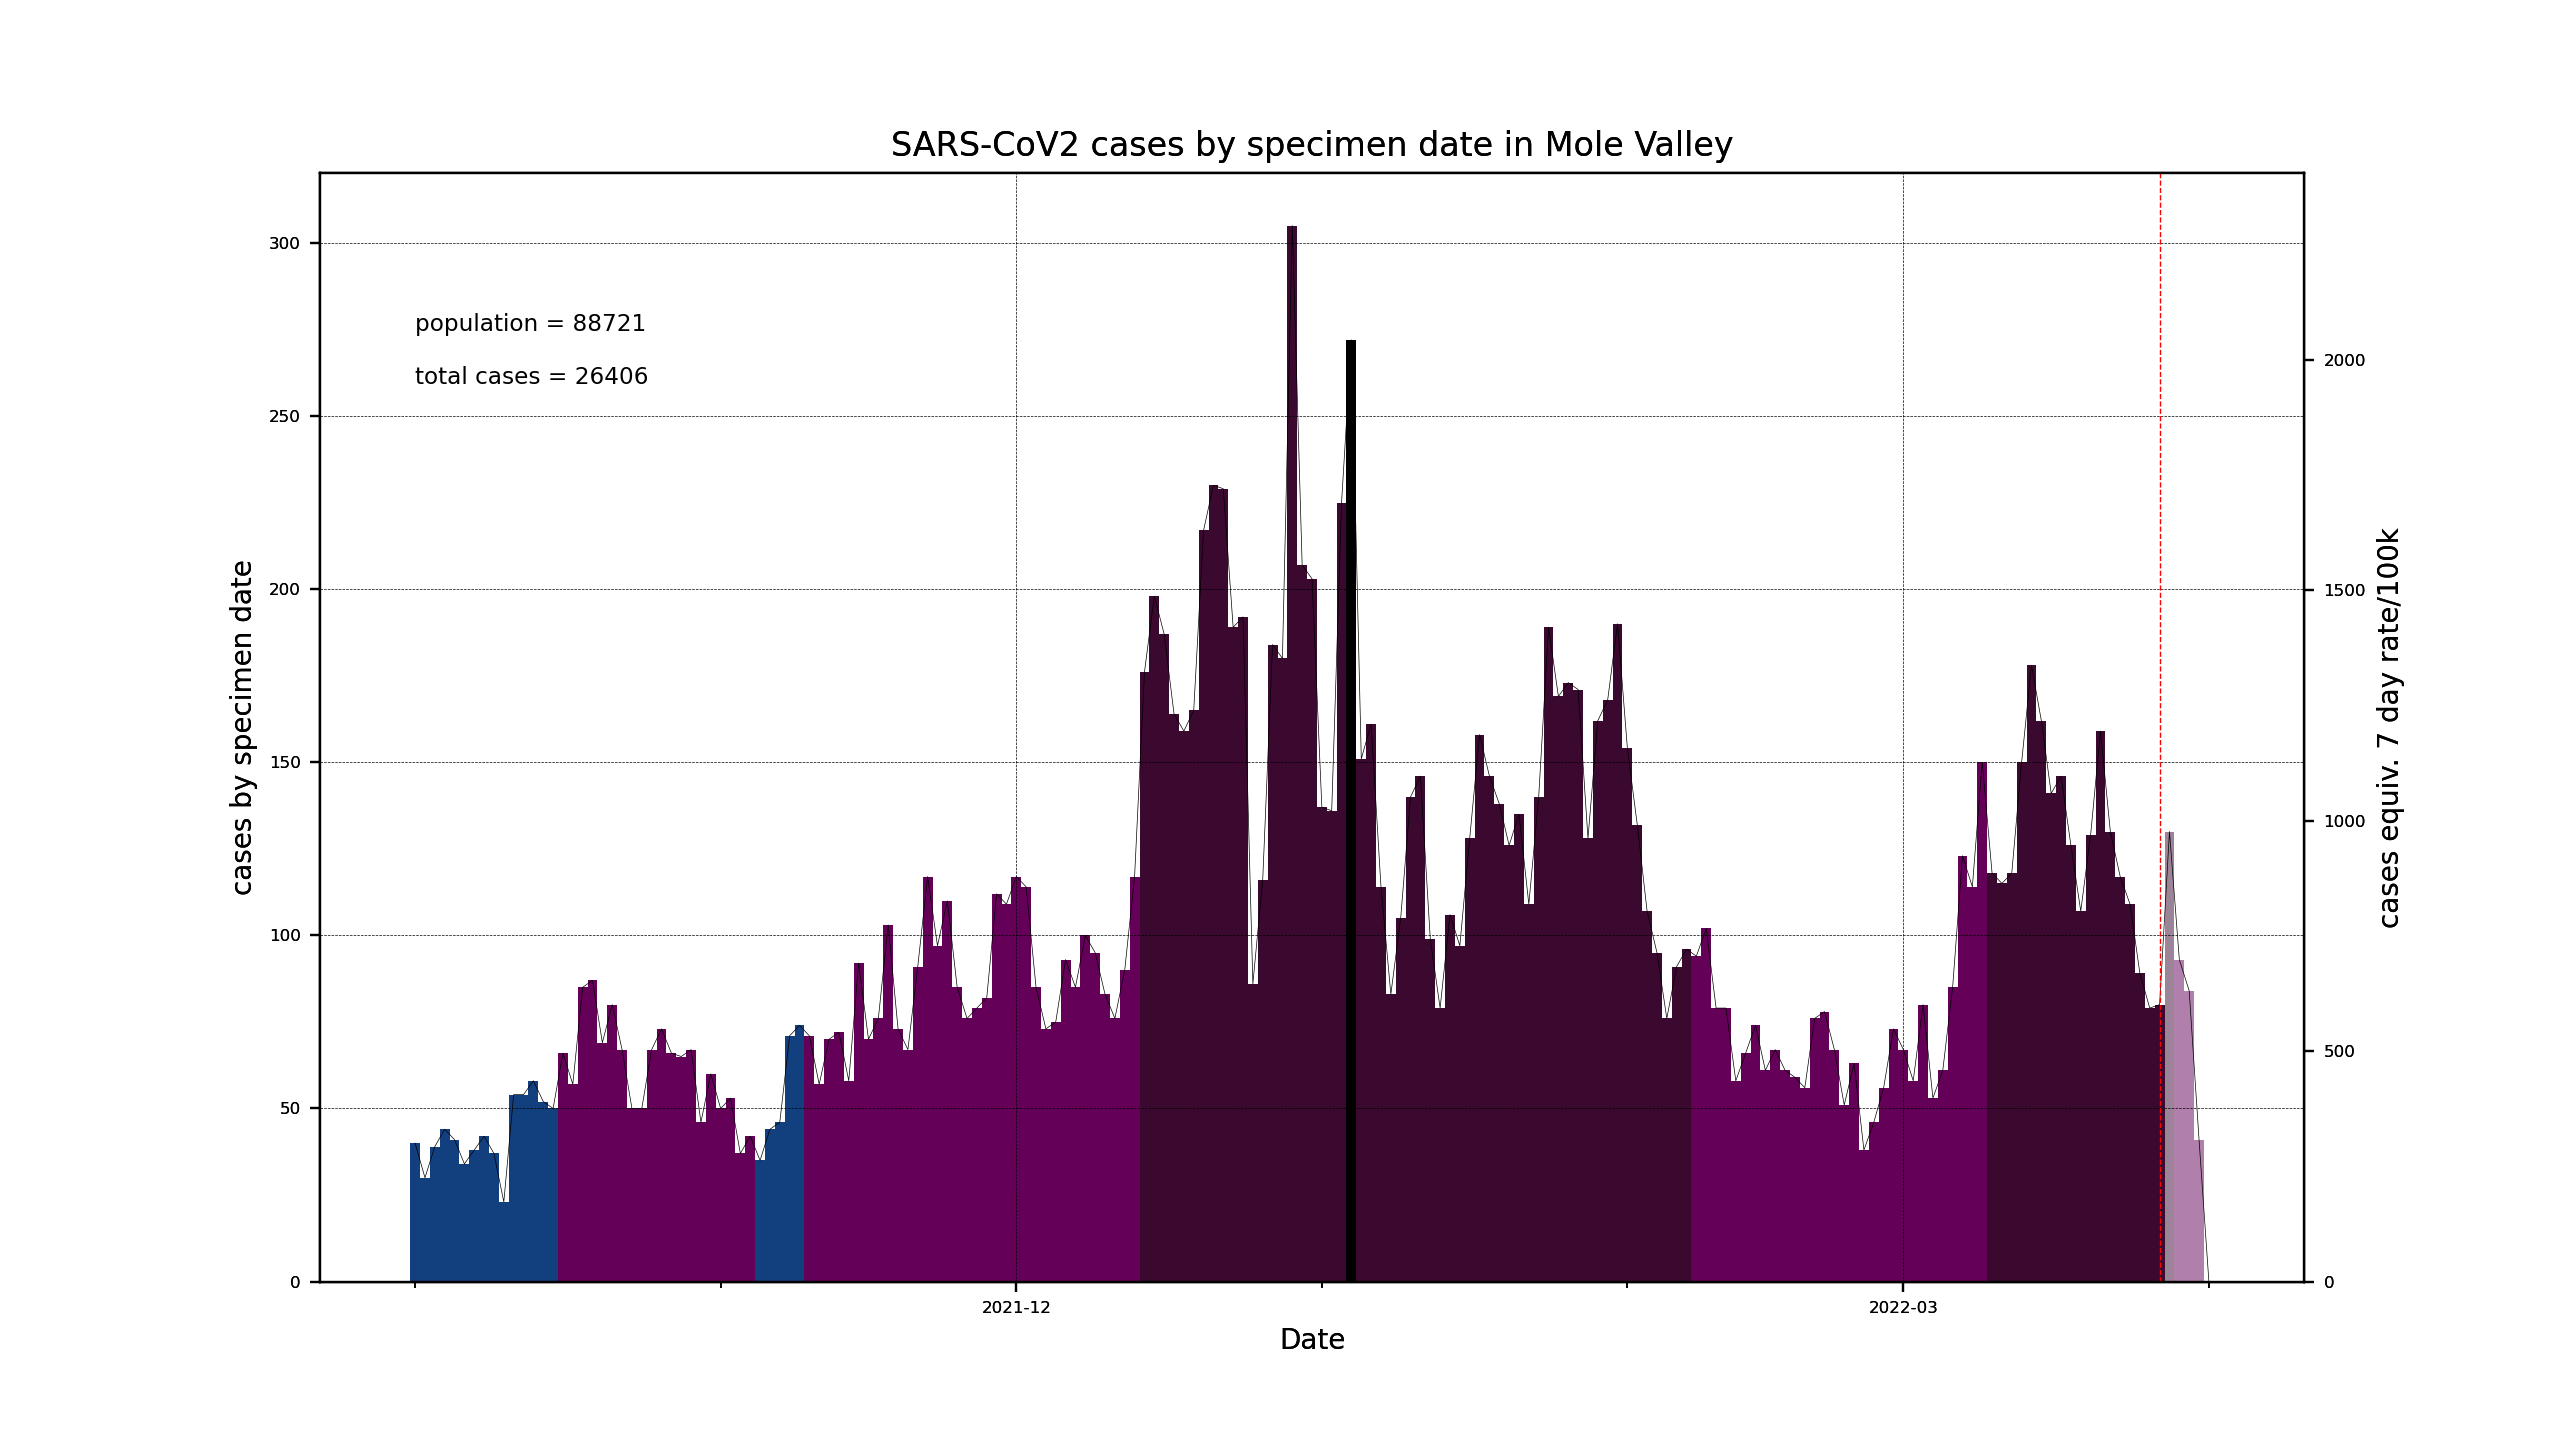 SARS-CoV2 cases by specimen date in Mole Valley
population = 88721
total cases = 26406
cases by specimen date
300
250
200
150
100
50
0
2000
1500
1000
500
0
cases equiv. 7 day rate/100k
2021-12
2022-03
Date